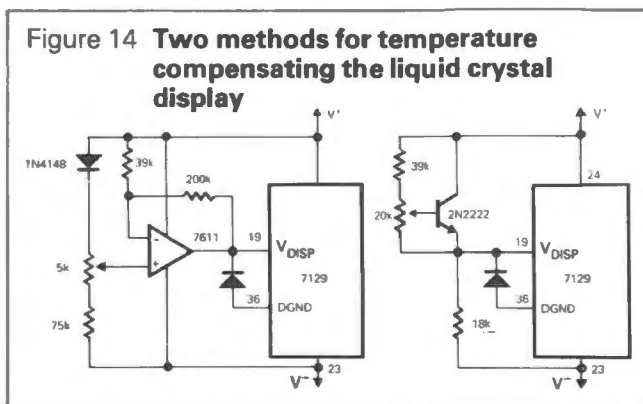 Figure 14 Two methods for temperature
compensating the liquid crystal
display
V+
1N4148
39k
200k
7611
19
VDISP
7129
36
DGND
5k
75k
V−
23
V+
39k
24
20k
2N2222
19
VDISP
7129
36
DGND
18k
V−
23